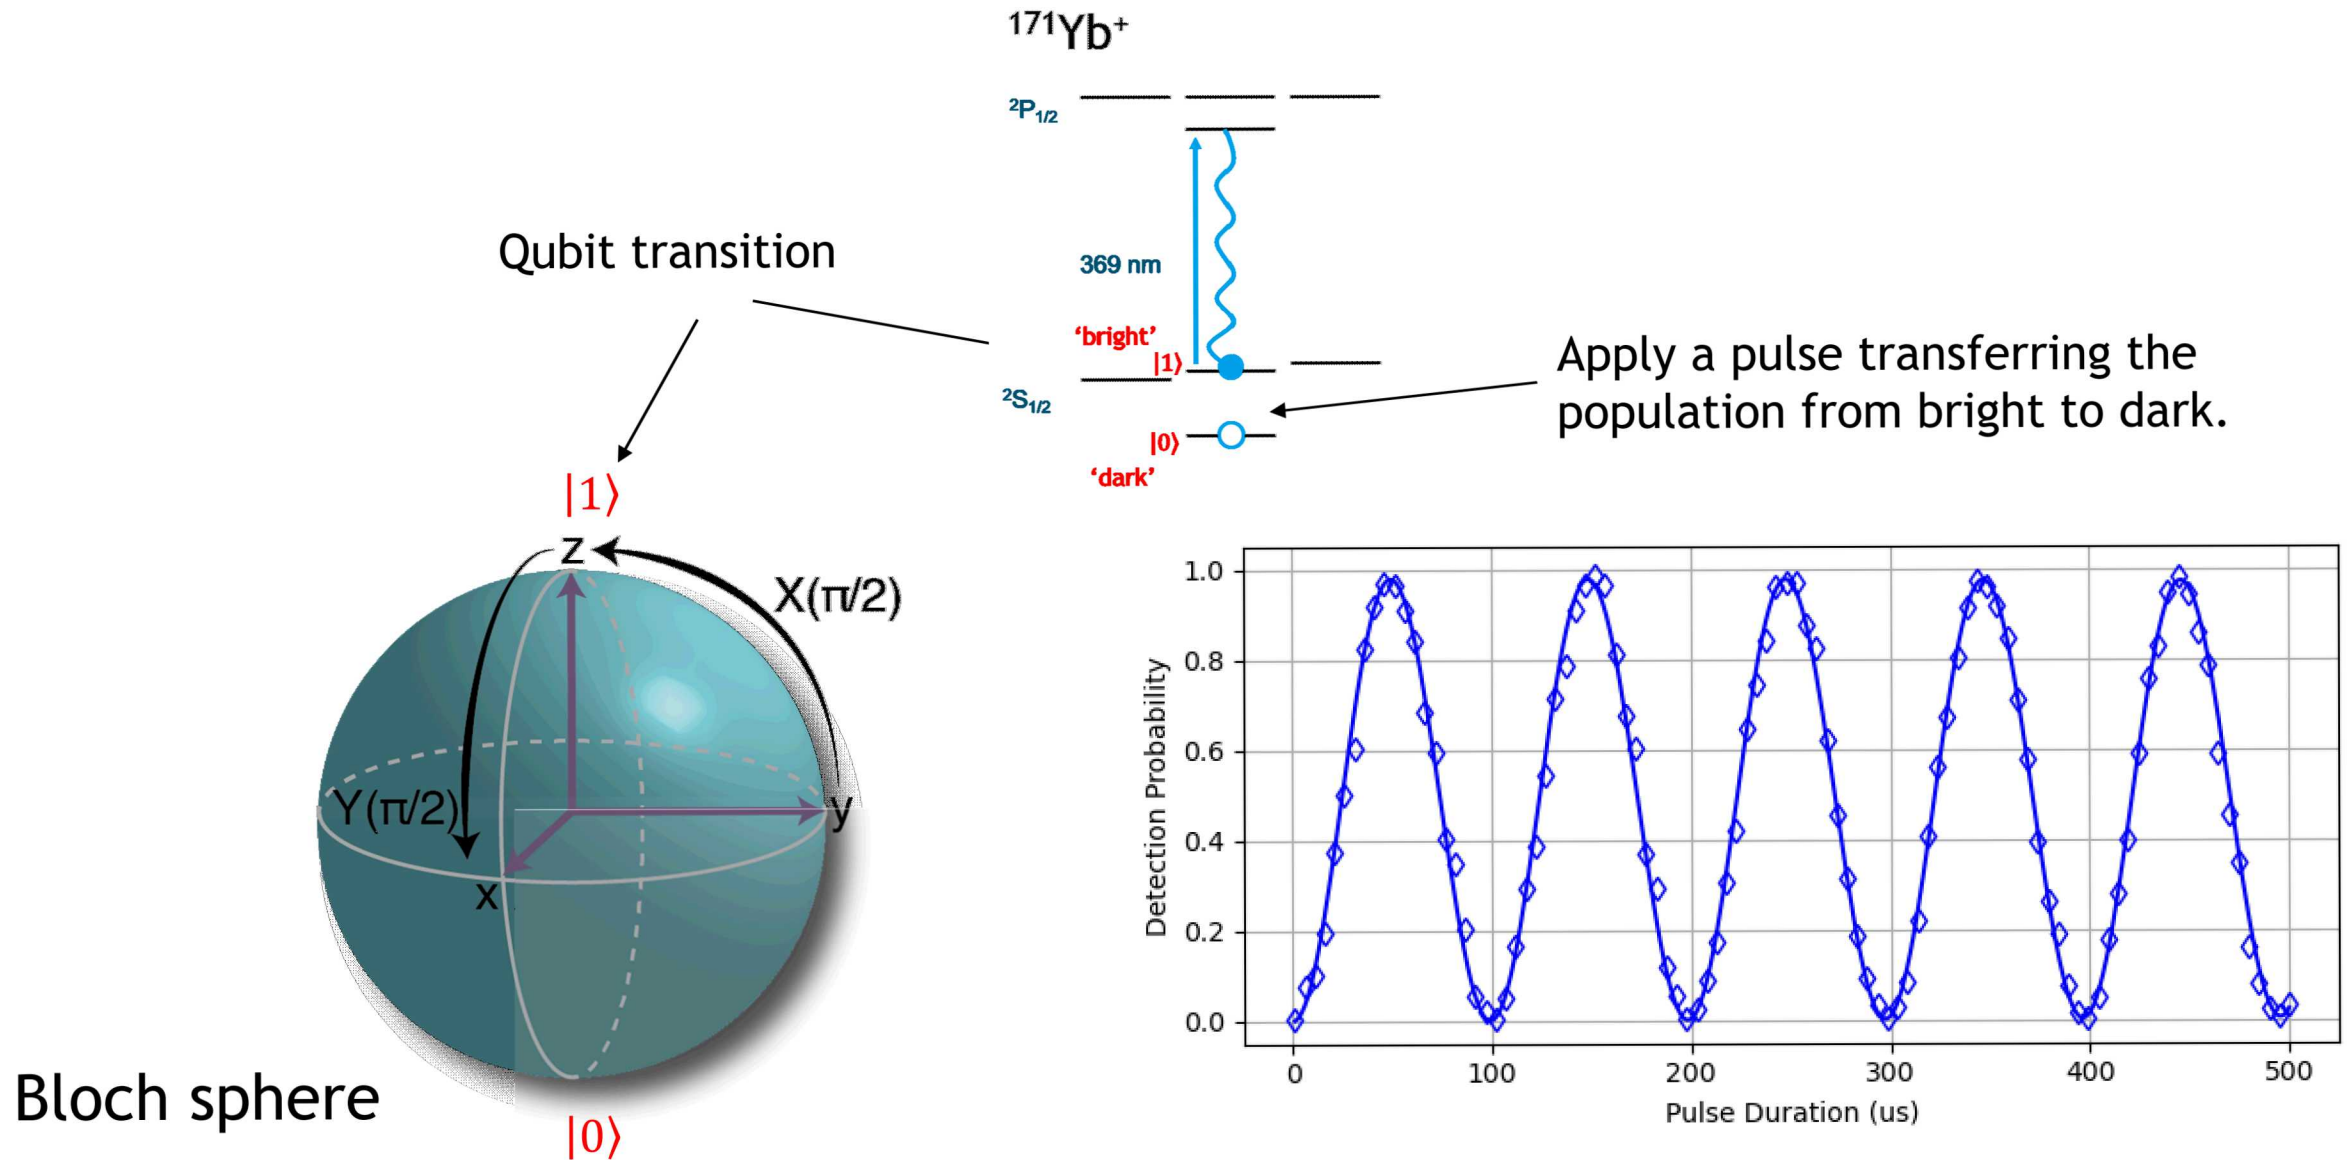 ¹⁷¹Yb⁺
²P₁/₂
369 nm
‘bright’
|1⟩
²S₁/₂
|0⟩
‘dark’
Qubit transition
Apply a pulse transferring the
population from bright to dark.
|1⟩
z
X(π/2)
Y(π/2)
y
x
|0⟩
Bloch sphere
1.0
0.8
0.6
0.4
0.2
0.0
Detection Probability
0 100 200 300 400 500
Pulse Duration (us)